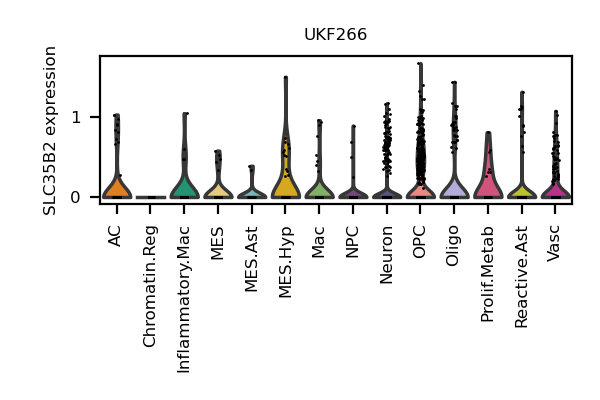 UKF266
SLC35B2 expression
1
0
AC
Chromatin.Reg
Inflammatory.Mac
MES
MES.Ast
MES.Hyp
Mac
NPC
Neuron
OPC
Oligo
Prolif.Metab
Reactive.Ast
Vasc